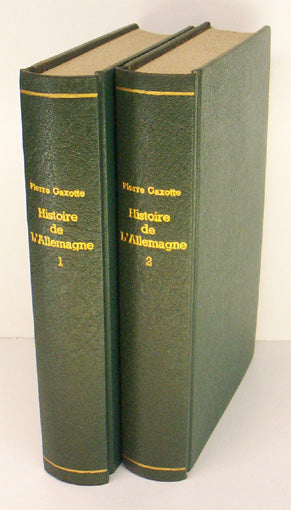 Pierre Gaxotte
Histoire
de
L'Allemagne
1
Pierre Gaxotte
Histoire
de
L'Allemagne
2